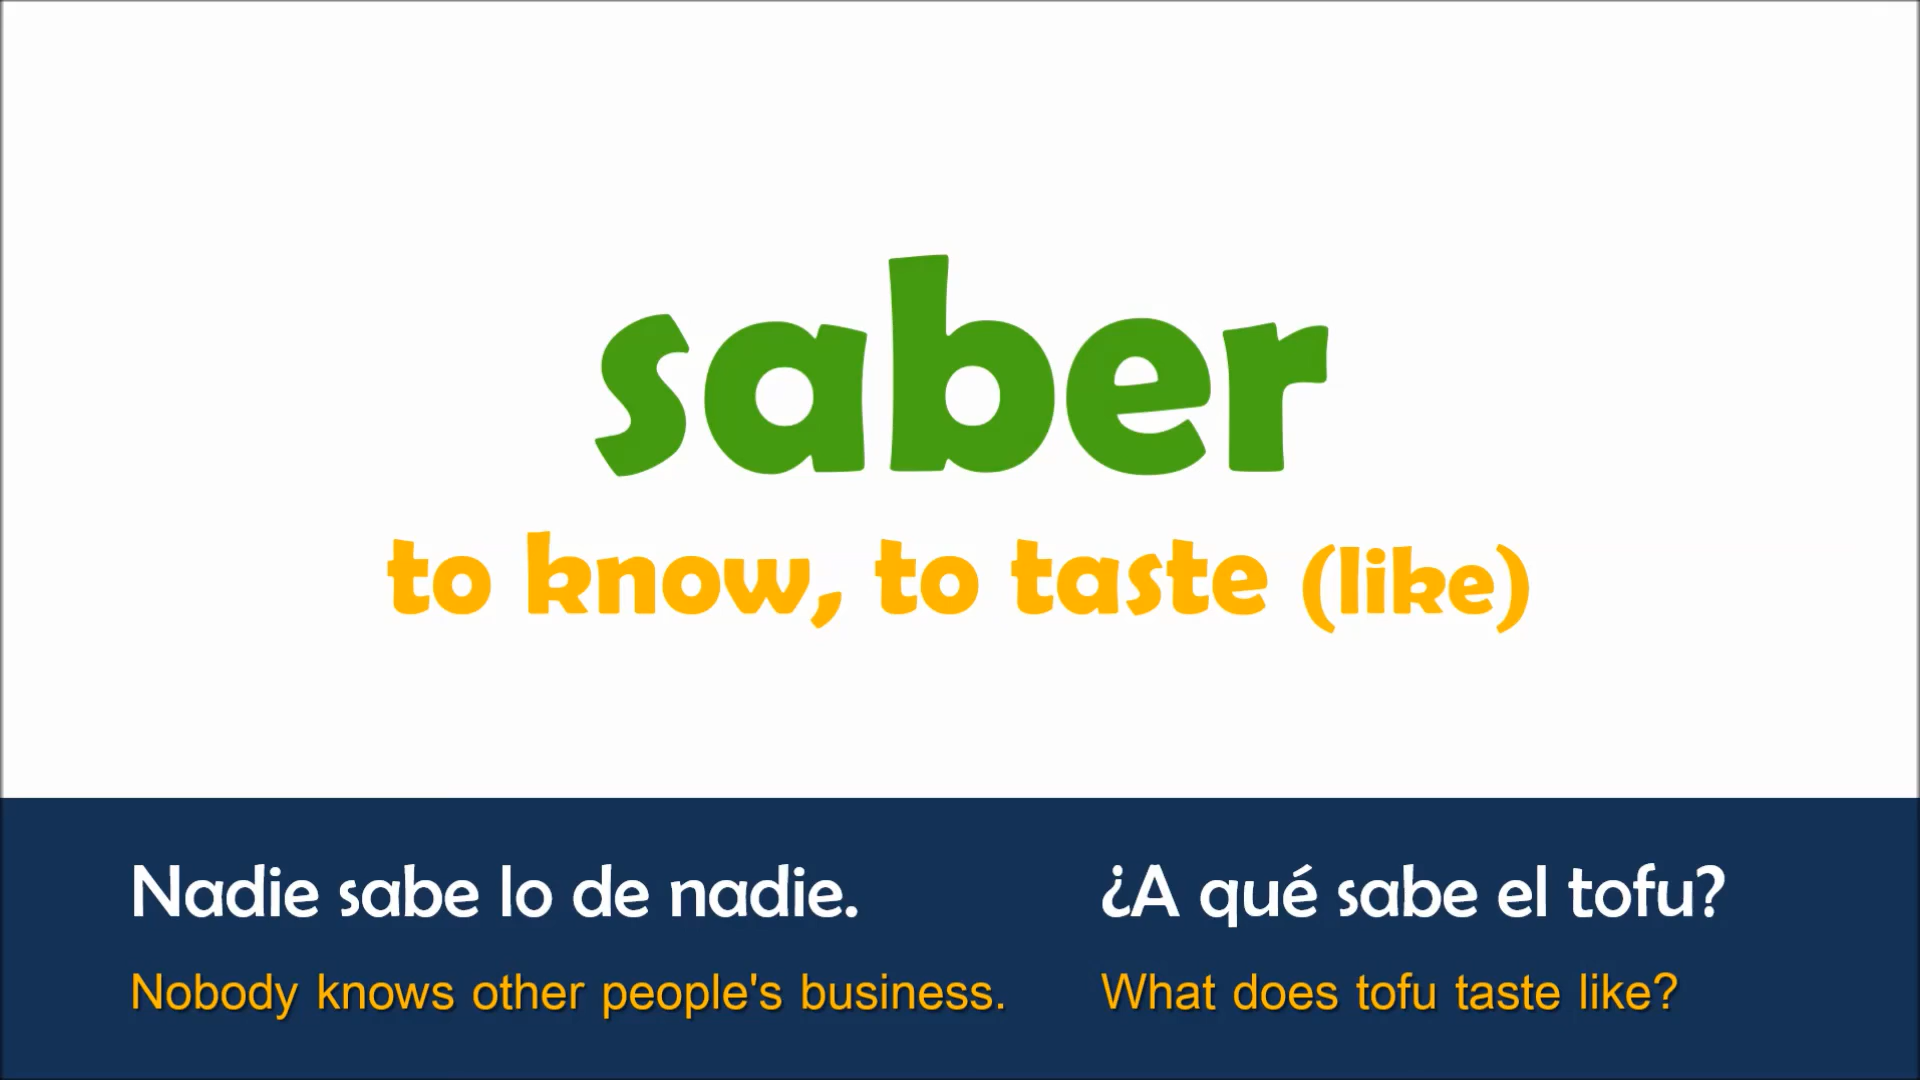 saber
to know, to taste (like)
Nadie sabe lo de nadie.
Nobody knows other people's business.
¿A qué sabe el tofu?
What does tofu taste like?